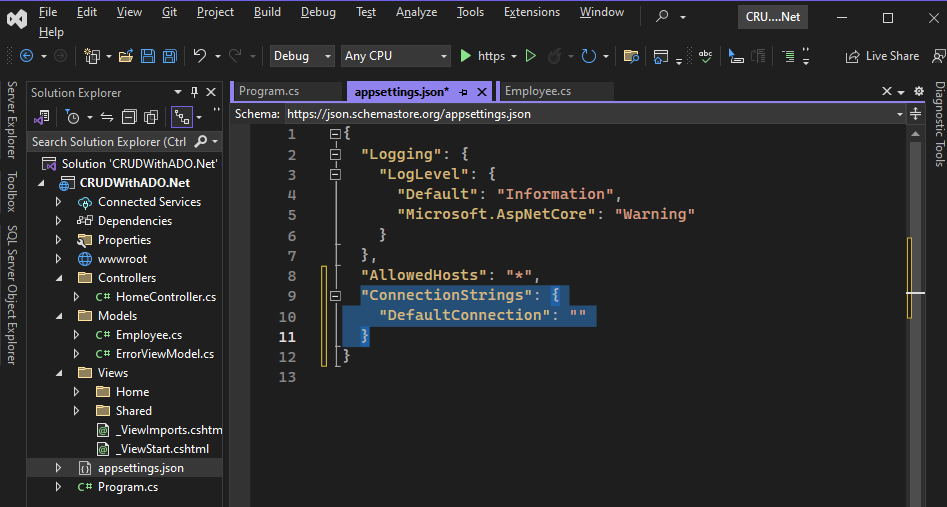 File Edit View Git Project Build Debug Test Analyze Tools Extensions Window CRU....Net
Help
Debug Any CPU https Live Share
Server Explorer
Toolbox
SQL Server Object Explorer
Solution Explorer
Search Solution Explorer (Ctrl
Solution 'CRUDWithADO.Net'
CRUDWithADO.Net
Connected Services
Dependencies
Properties
wwwroot
Controllers
C# HomeController.cs
Models
C# Employee.cs
C# ErrorViewModel.cs
Views
Home
Shared
_ViewImports.cshtm
_ViewStart.cshtml
appsettings.json
C# Program.cs
Program.cs appsettings.json* Employee.cs
Schema: https://json.schemastore.org/appsettings.json
1 {
2 "Logging": {
3 "LogLevel": {
4 "Default": "Information",
5 "Microsoft.AspNetCore": "Warning"
6 }
7 },
8 "AllowedHosts": "*",
9 "ConnectionStrings": {
10 "DefaultConnection": ""
11 }
12 }
13
Diagnostic Tools